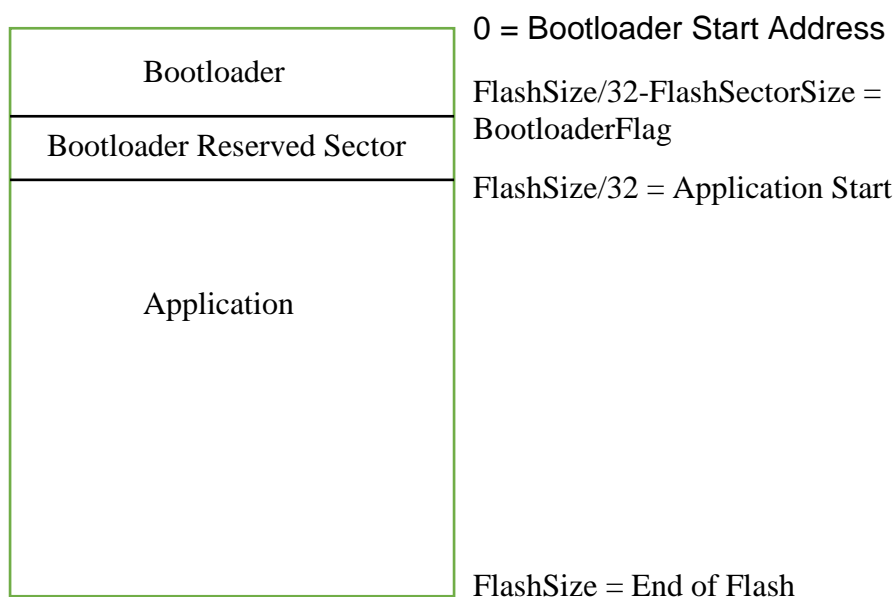 0 = Bootloader Start Address
Bootloader
FlashSize/32-FlashSectorSize =
BootloaderFlag
Bootloader Reserved Sector
FlashSize/32 = Application Start
Application
FlashSize = End of Flash